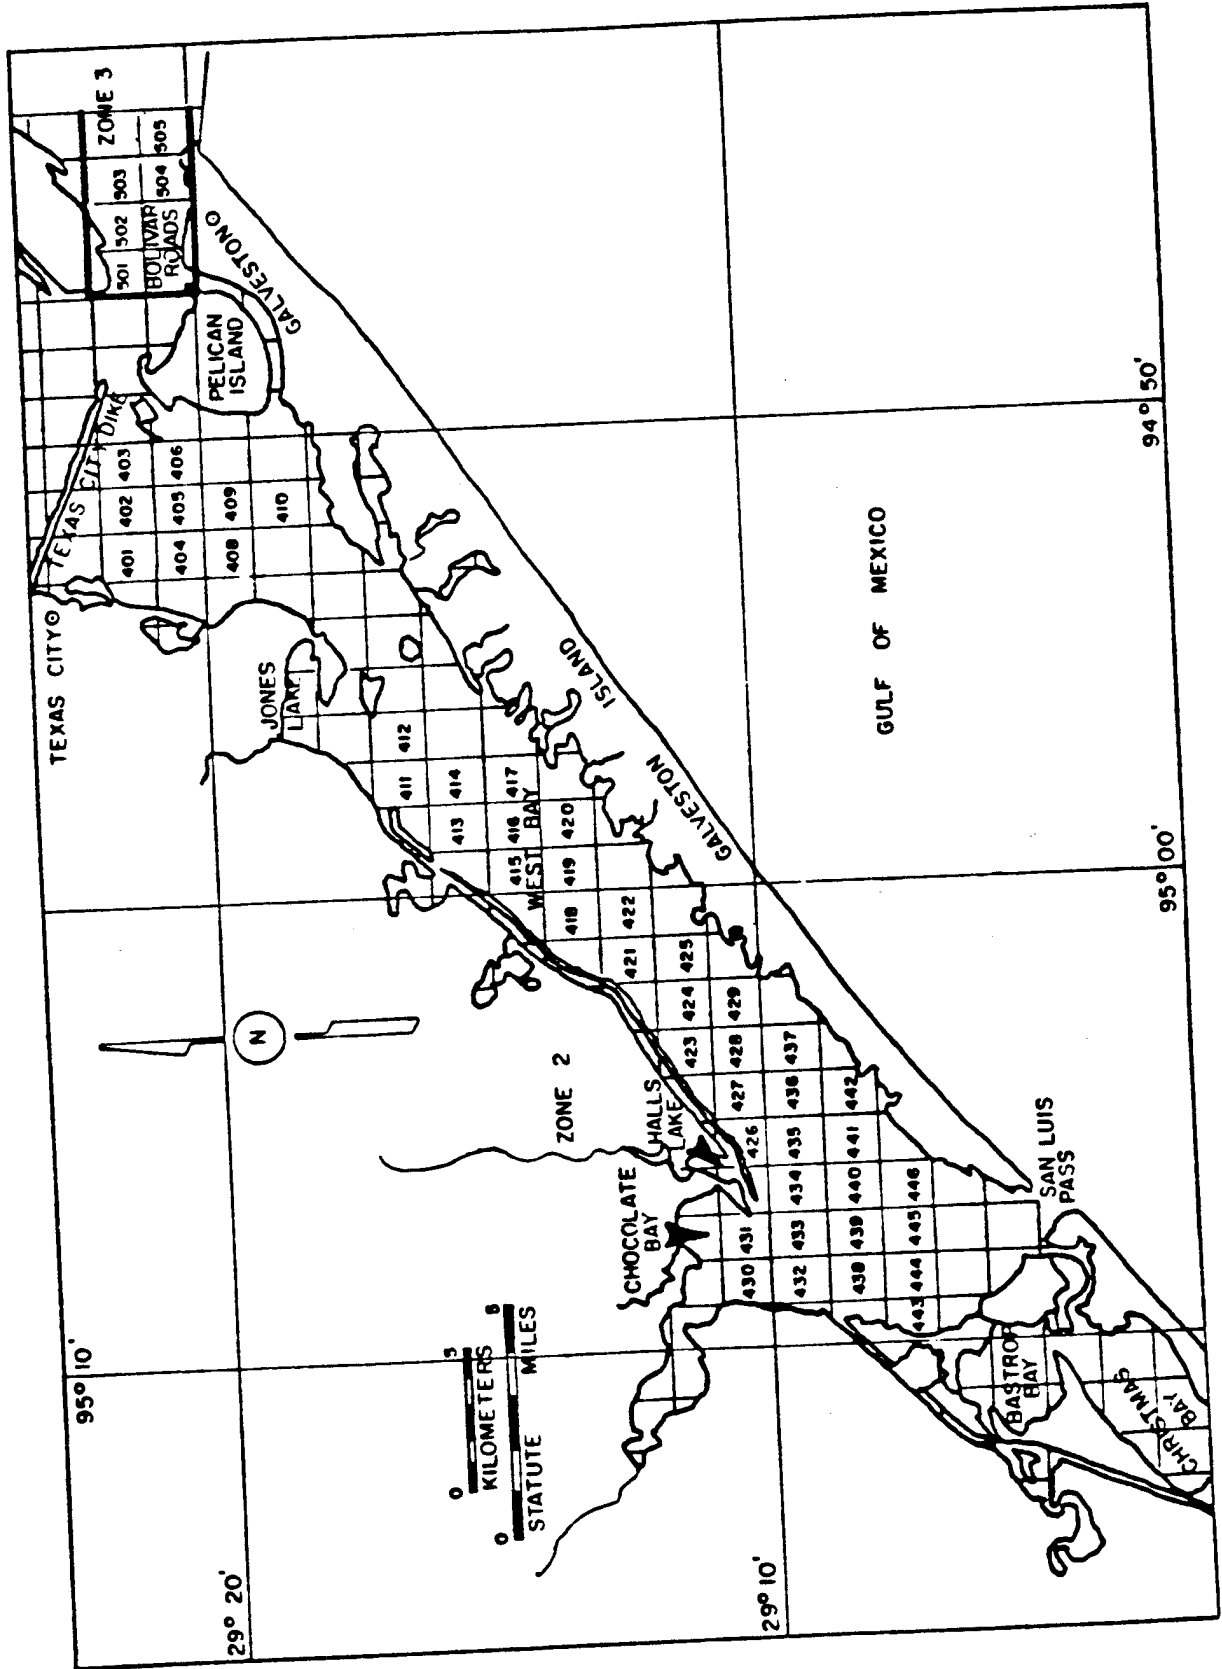 TEXAS CITY
TEXAS CITY DIKE
ZONE 3
501 502 503
BOLIVAR
ROADS
504 505
GALVESTON
PELICAN
ISLAND
401 402 403
404 405 406
408 409
410
JONES
LAKE
411 412
413 414
415 416 417
WEST BAY
418 419 420
421 422
423 424 425
426 427 428 429
430 431
432 433 434 435 436 437
438 439 440 441 442
443 444 445 446
GALVESTON
ISLAND
GULF OF MEXICO
N
ZONE 2
HALLS
LAKE
CHOCOLATE
BAY
SAN LUIS
PASS
BASTROP
BAY
CHRISTMAS
BAY
0 5
KILOMETERS
0 5
STATUTE MILES
95° 10'
29° 20'
29° 10'
95° 00'
94° 50'